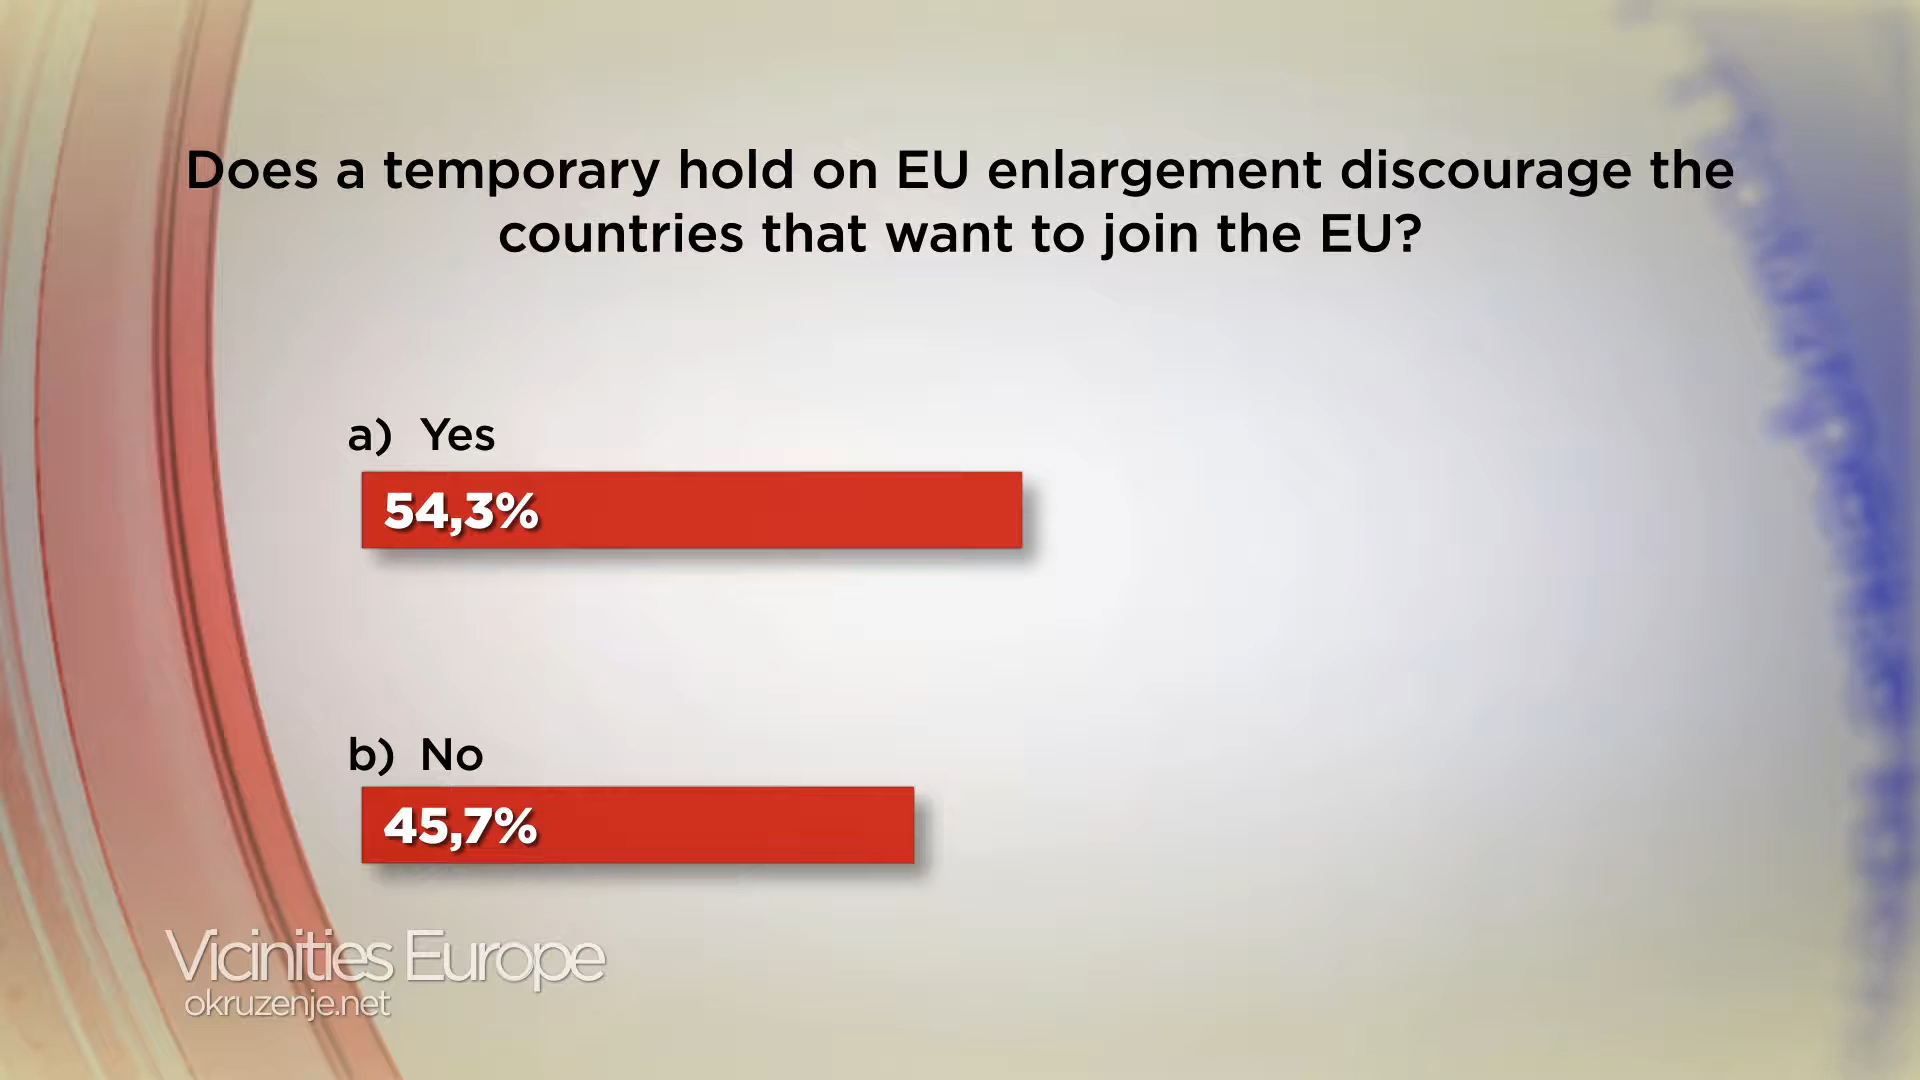 Does a temporary hold on EU enlargement discourage the
countries that want to join the EU?
a) Yes
54,3%
b) No
45,7%
Vicinities Europe
okruzenje.net